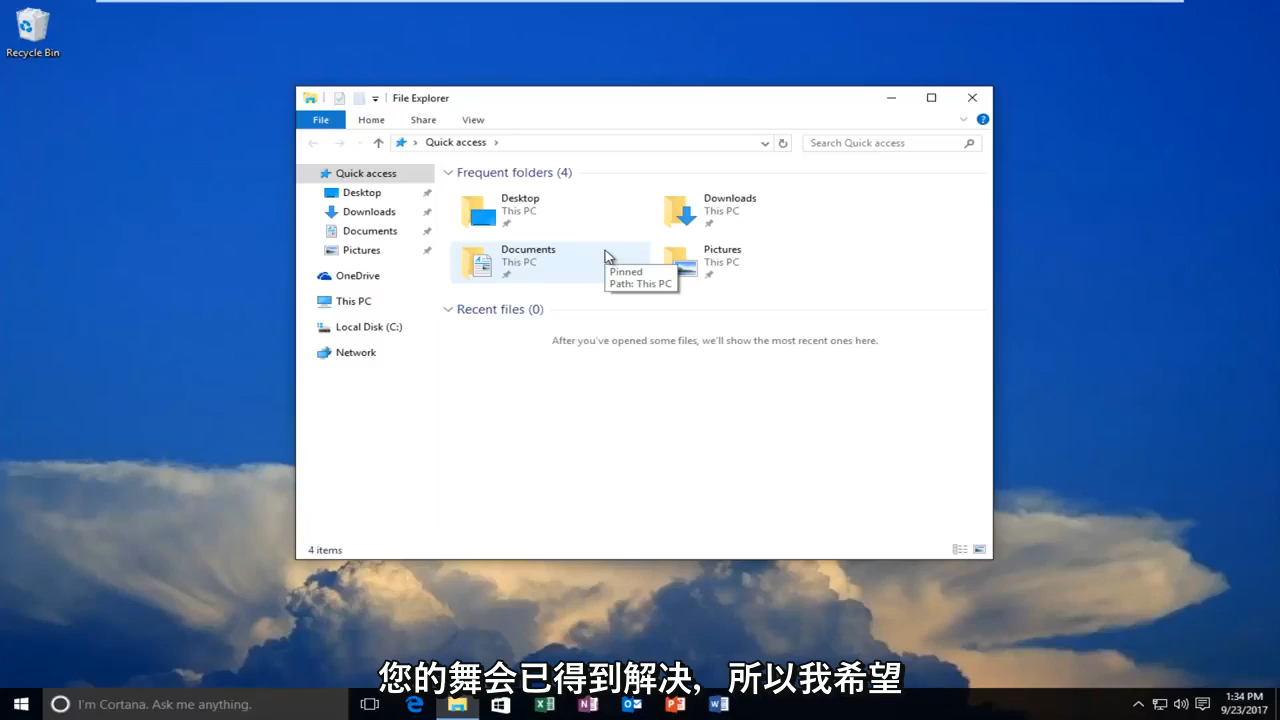 Recycle Bin
File Explorer
File Home Share View
Quick access
Search Quick access
Quick access
Desktop
Downloads
Documents
Pictures
OneDrive
This PC
Local Disk (C:)
Network
Frequent folders (4)
Desktop
This PC
Downloads
This PC
Documents
This PC
Pictures
This PC
Pinned
Path: This PC
Recent files (0)
After you've opened some files, we'll show the most recent ones here.
4 items
您的舞会已得到解决,所以我希望
I'm Cortana. Ask me anything.
1:34 PM
9/23/2017